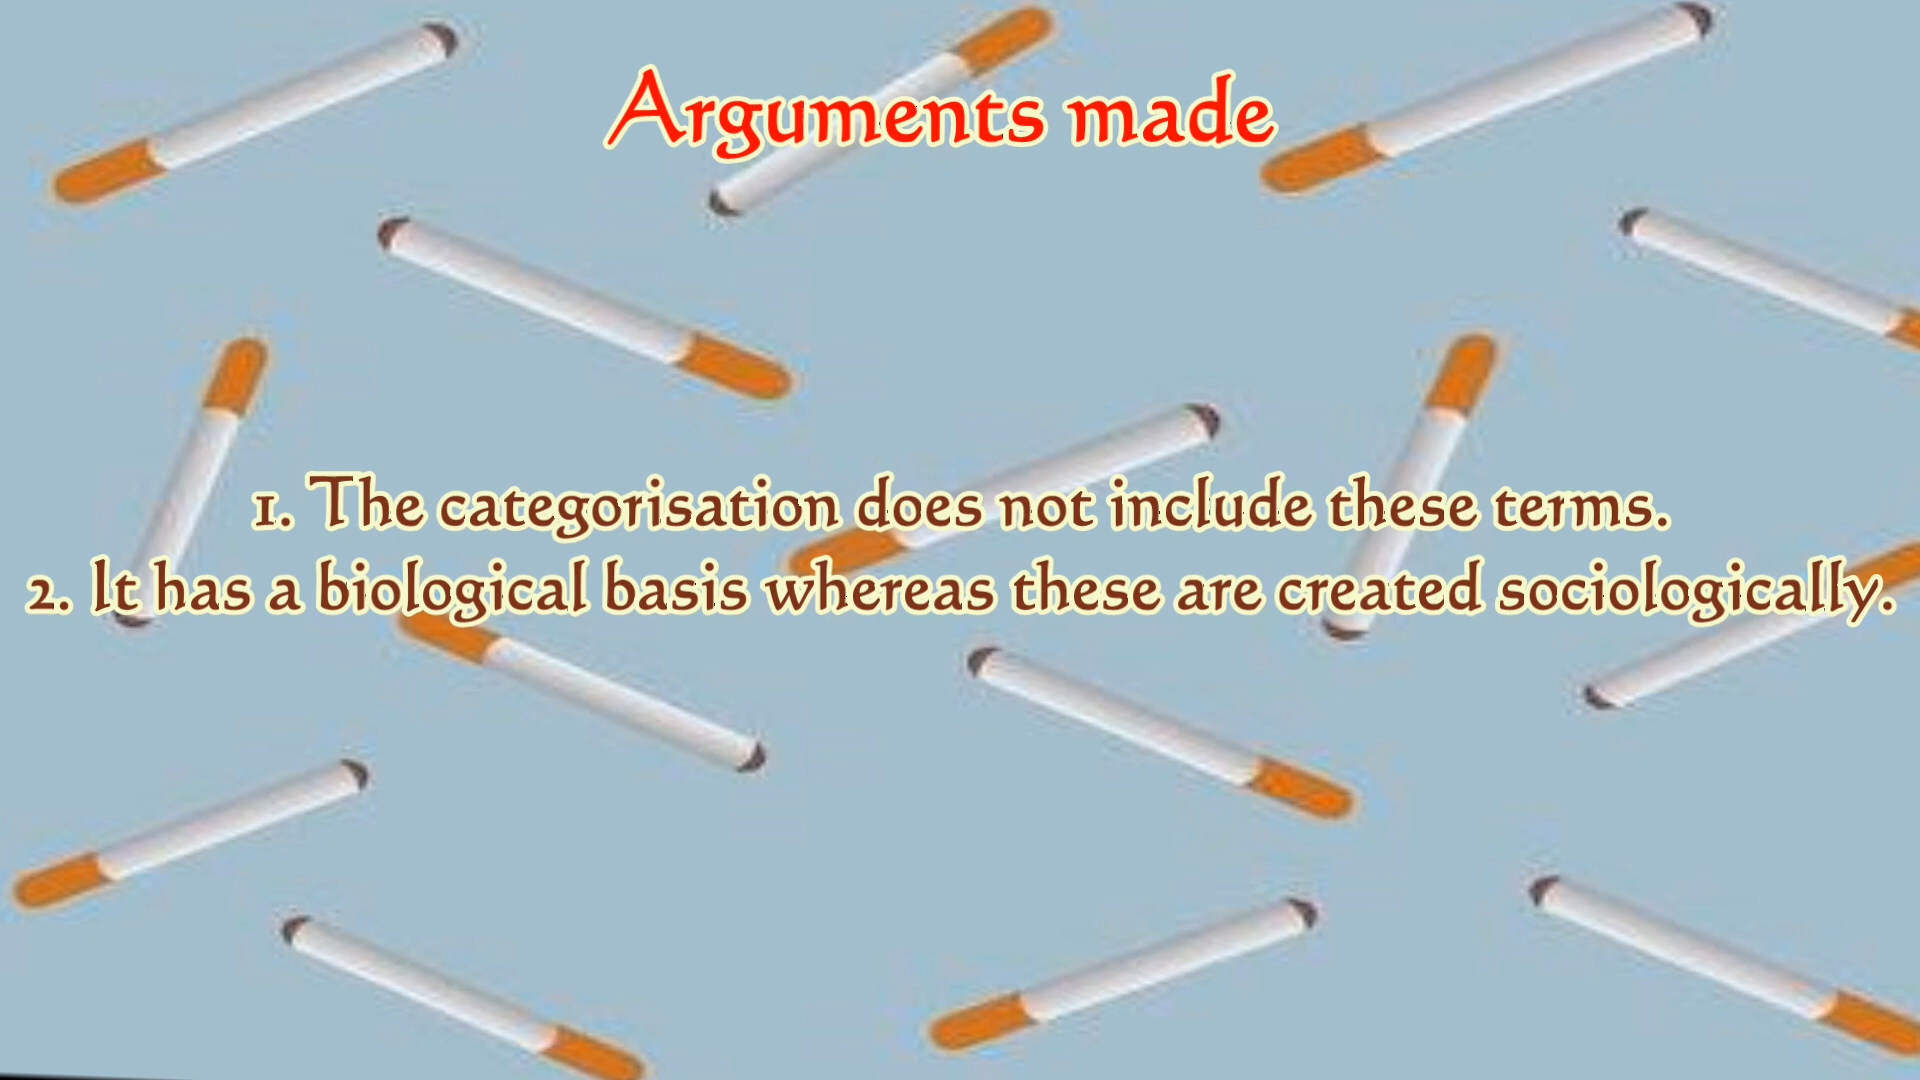 Arguments made
1. The categorisation does not include these terms.
2. It has a biological basis whereas these are created sociologically.